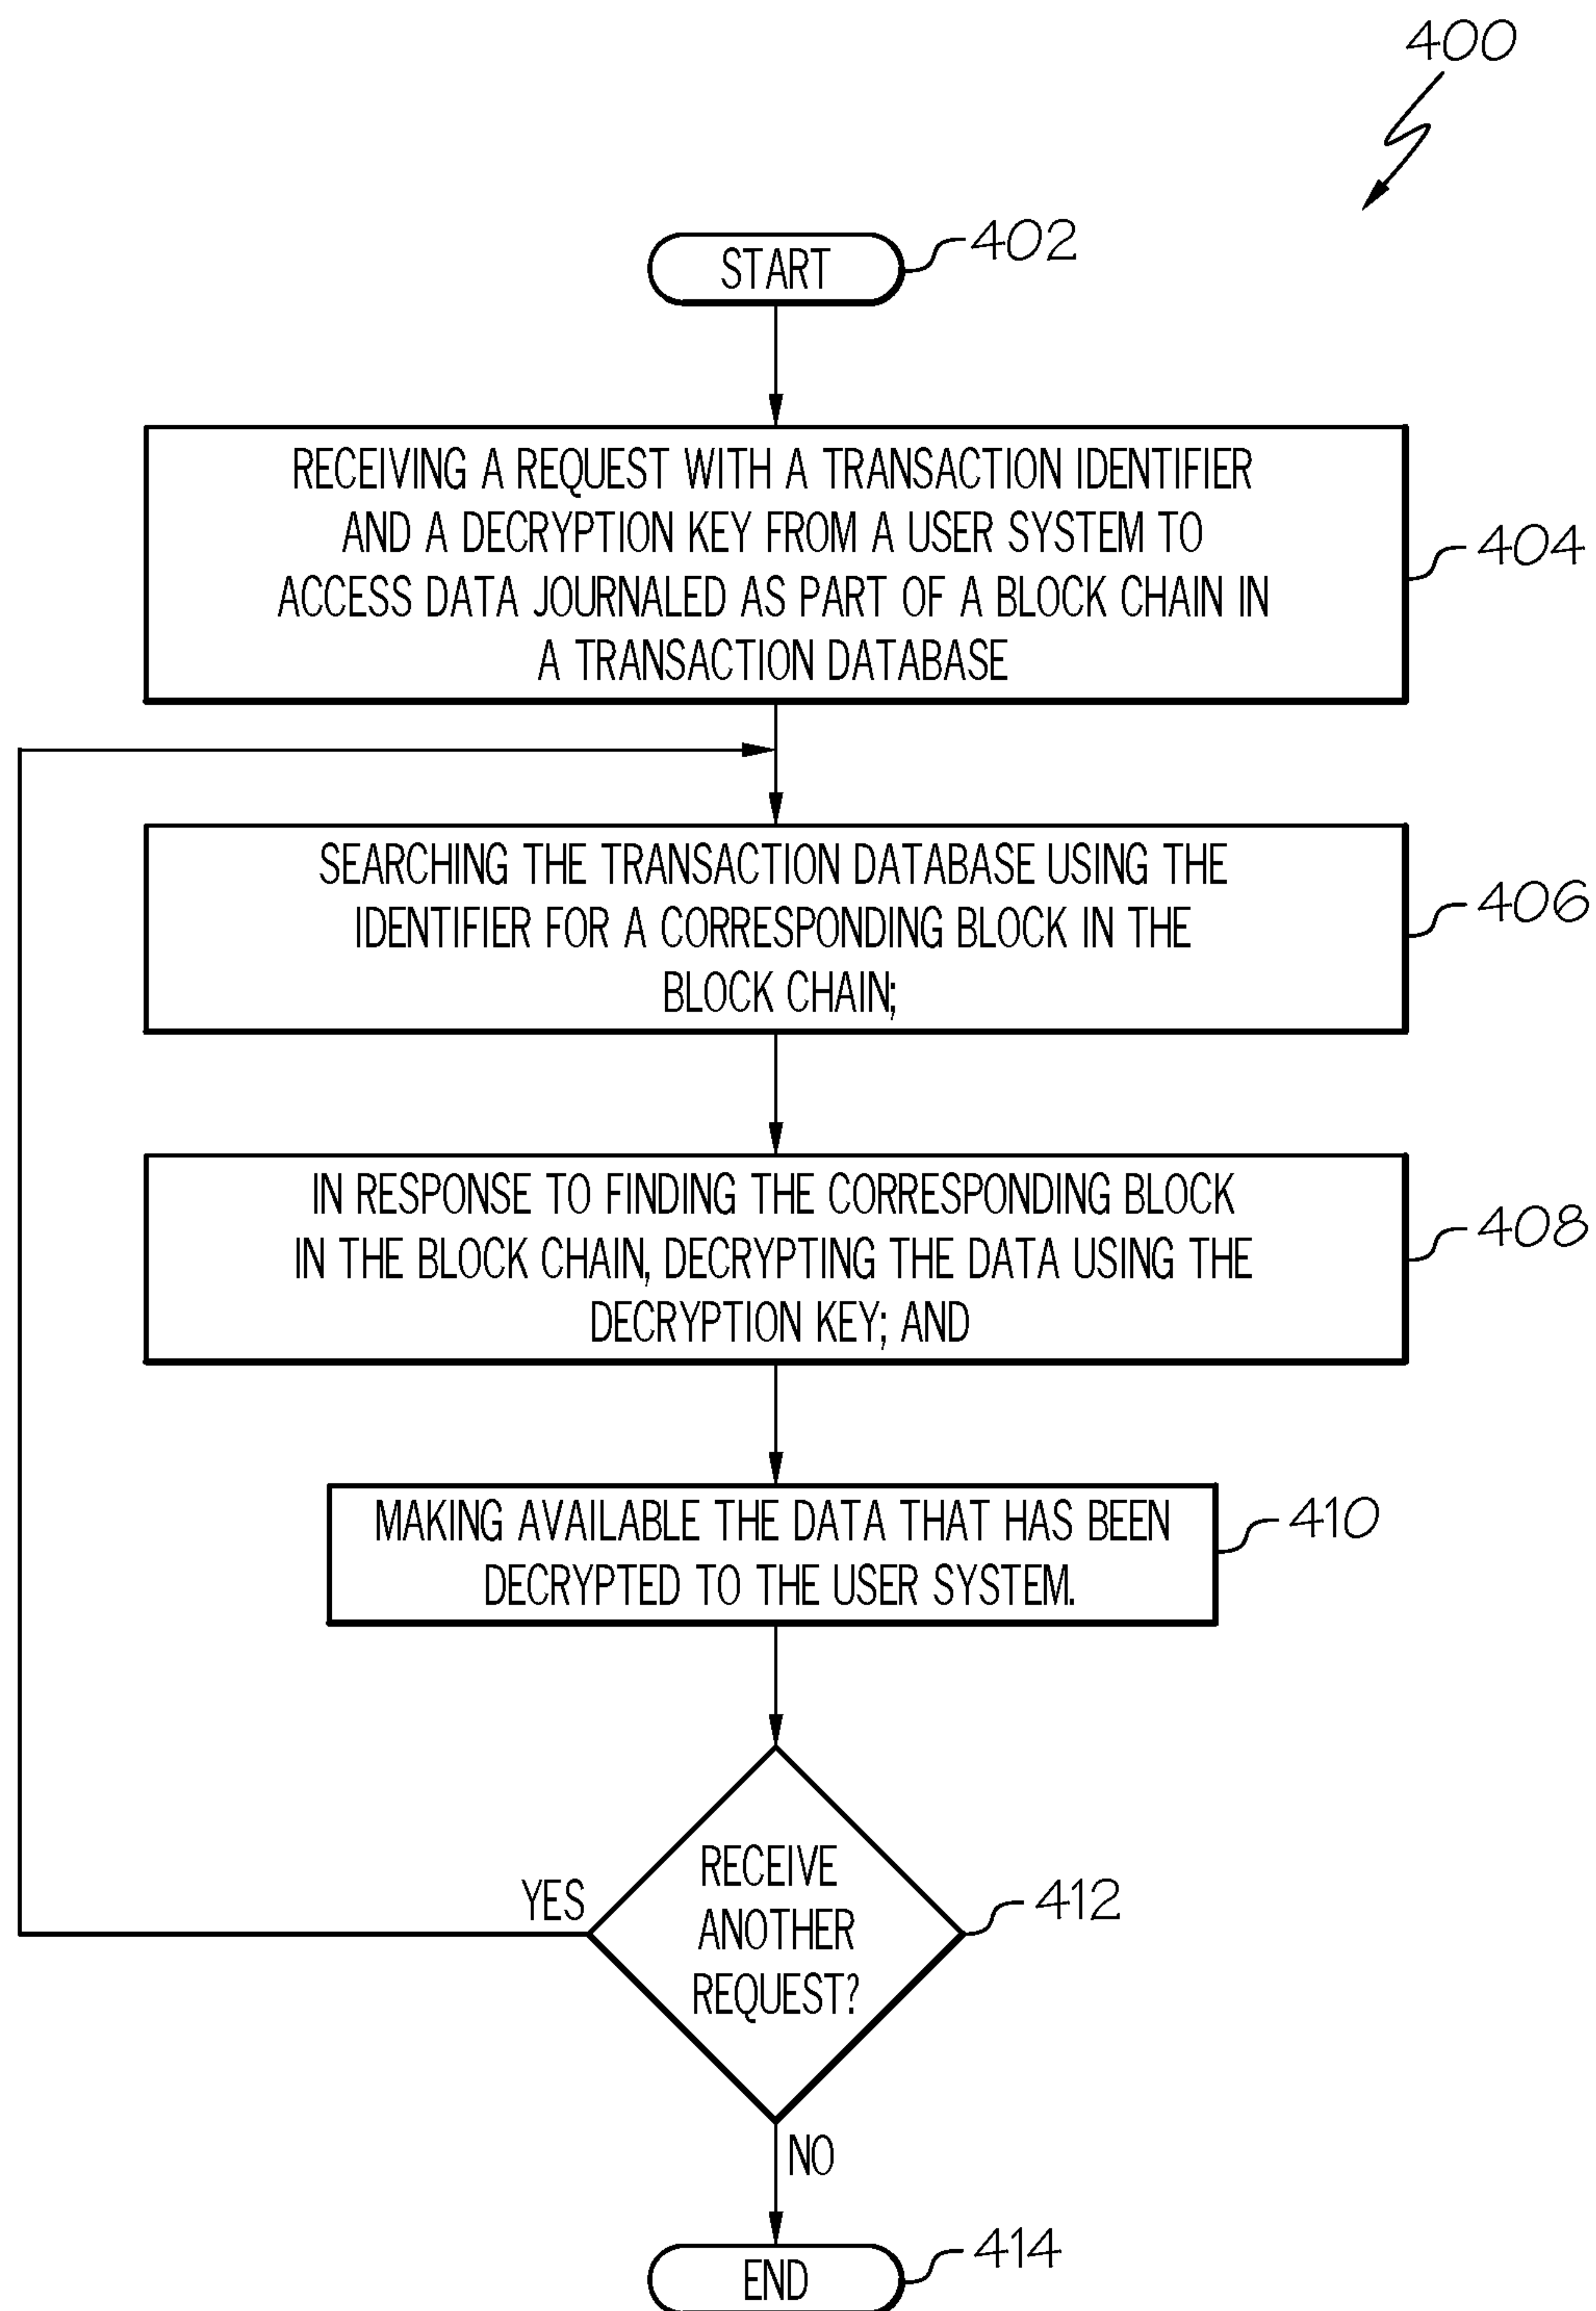 400
START
402
RECEIVING A REQUEST WITH A TRANSACTION IDENTIFIER
AND A DECRYPTION KEY FROM A USER SYSTEM TO
ACCESS DATA JOURNALED AS PART OF A BLOCK CHAIN IN
A TRANSACTION DATABASE
404
SEARCHING THE TRANSACTION DATABASE USING THE
IDENTIFIER FOR A CORRESPONDING BLOCK IN THE
BLOCK CHAIN;
406
IN RESPONSE TO FINDING THE CORRESPONDING BLOCK
IN THE BLOCK CHAIN, DECRYPTING THE DATA USING THE
DECRYPTION KEY; AND
408
MAKING AVAILABLE THE DATA THAT HAS BEEN
DECRYPTED TO THE USER SYSTEM.
410
YES
RECEIVE
ANOTHER
REQUEST?
412
NO
END
414